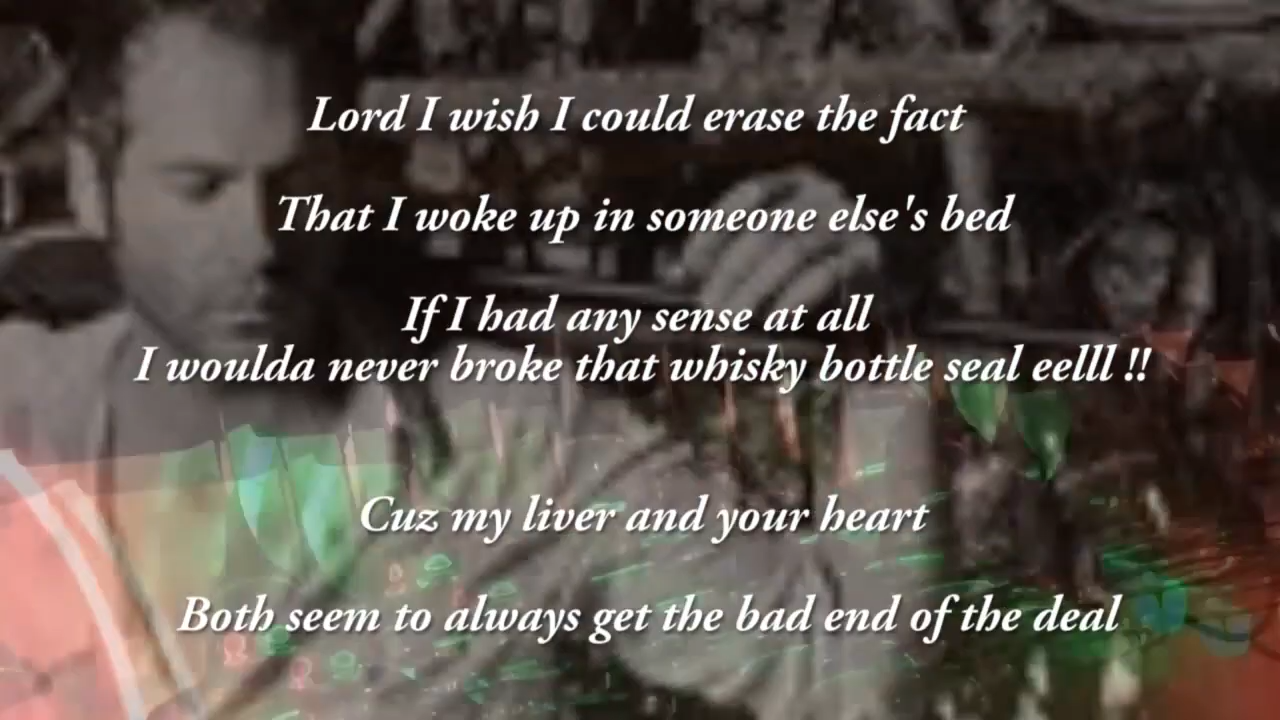 Lord I wish I could erase the fact
That I woke up in someone else's bed
If I had any sense at all
I woulda never broke that whisky bottle seal eelll !!
Cuz my liver and your heart
Both seem to always get the bad end of the deal